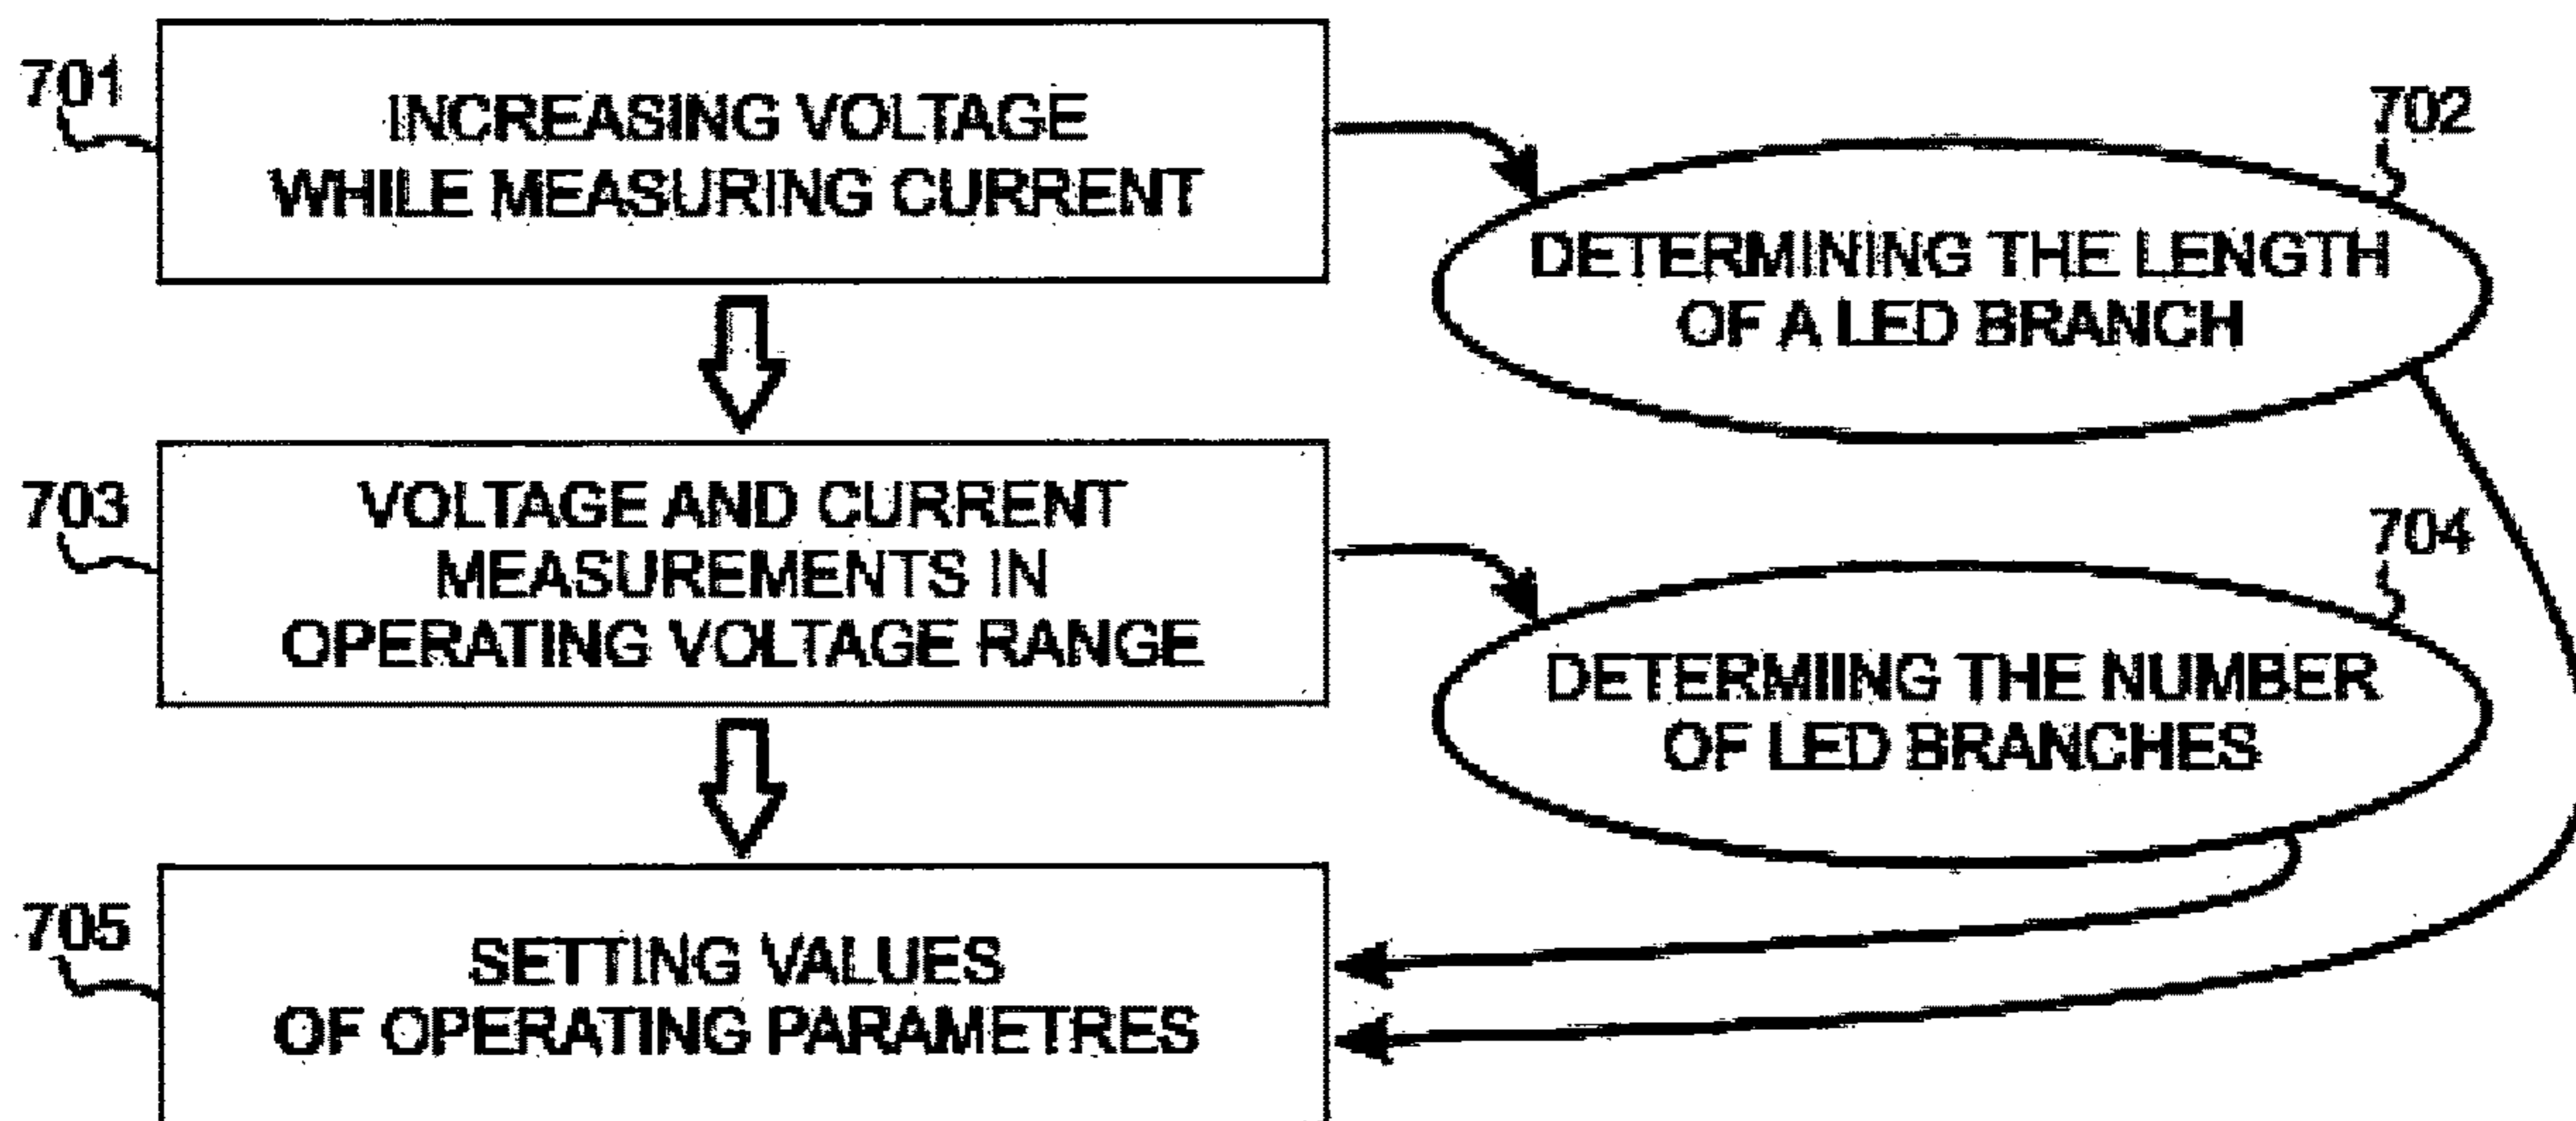 701
INCREASING VOLTAGE
WHILE MEASURING CURRENT
702
DETERMINING THE LENGTH
OF A LED BRANCH
703
VOLTAGE AND CURRENT
MEASUREMENTS IN
OPERATING VOLTAGE RANGE
704
DETERMIING THE NUMBER
OF LED BRANCHES
705
SETTING VALUES
OF OPERATING PARAMETRES